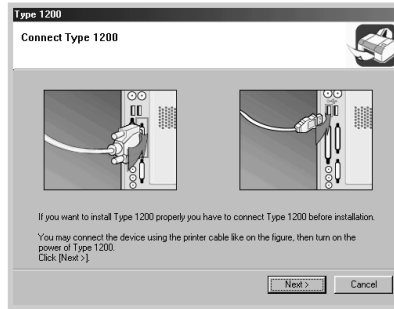 Type 1200
Connect Type 1200
If you want to install Type 1200 properly you have to connect Type 1200 before installation.
You may connect the device using the printer cable like on the figure, then turn on the
power of Type 1200.
Click [Next >].
Next >
Cancel